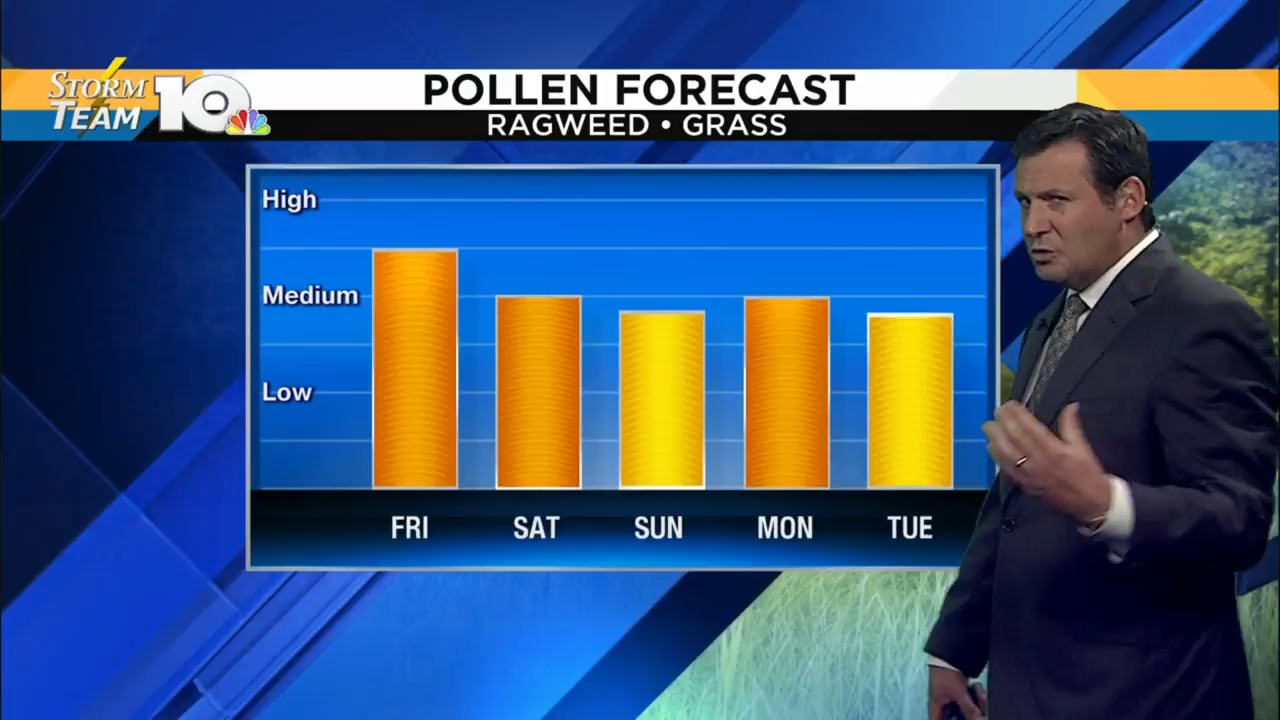 STORM
TEAM 10
POLLEN FORECAST
RAGWEED • GRASS
High
Medium
Low
FRI SAT SUN MON TUE